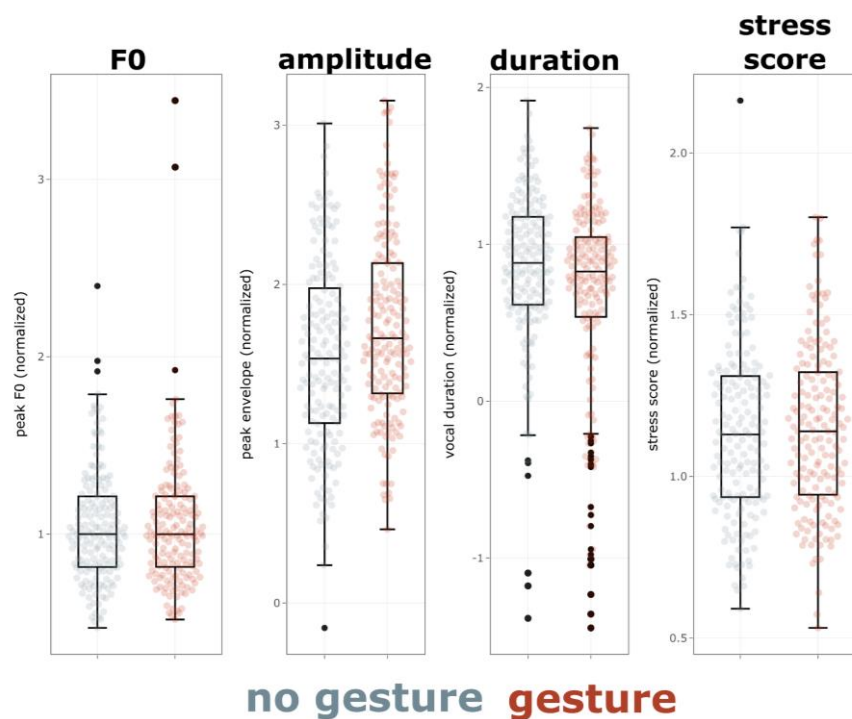 F0
amplitude
duration
stress
score
peak F0 (normalized)
3
2
1
peak envelope (normalized)
3
2
1
0
vocal duration (normalized)
2
1
0
-1
stress score (normalized)
2.0
1.5
1.0
0.5
no gesture gesture